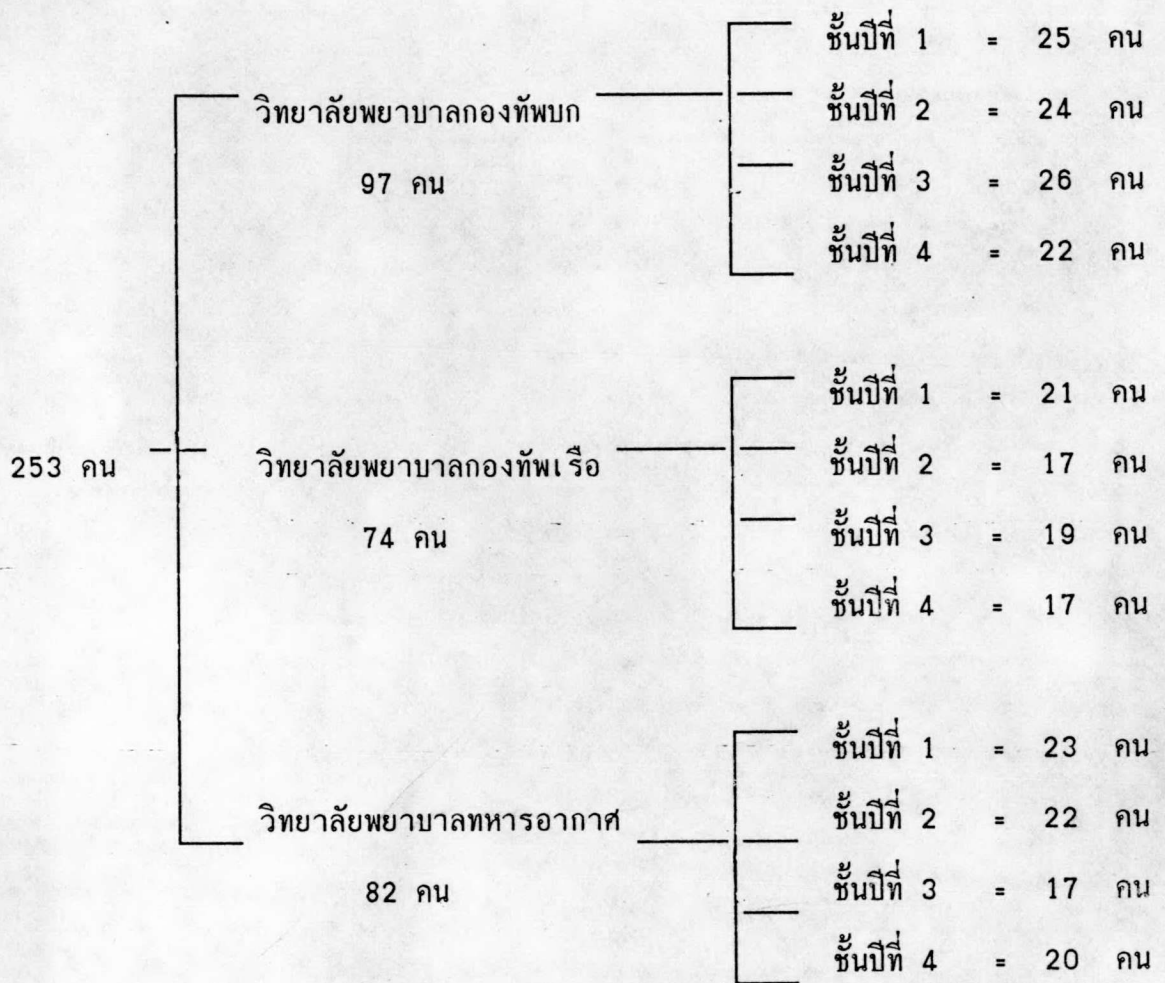 ชั้นปีที่ 1 = 25 คน
วิทยาลัยพยาบาลกองทัพบก
ชั้นปีที่ 2 = 24 คน
97 คน
ชั้นปีที่ 3 = 26 คน
ชั้นปีที่ 4 = 22 คน
ชั้นปีที่ 1 = 21 คน
253 คน
วิทยาลัยพยาบาลกองทัพเรือ
ชั้นปีที่ 2 = 17 คน
74 คน
ชั้นปีที่ 3 = 19 คน
ชั้นปีที่ 4 = 17 คน
ชั้นปีที่ 1 = 23 คน
วิทยาลัยพยาบาลทหารอากาศ
ชั้นปีที่ 2 = 22 คน
82 คน
ชั้นปีที่ 3 = 17 คน
ชั้นปีที่ 4 = 20 คน